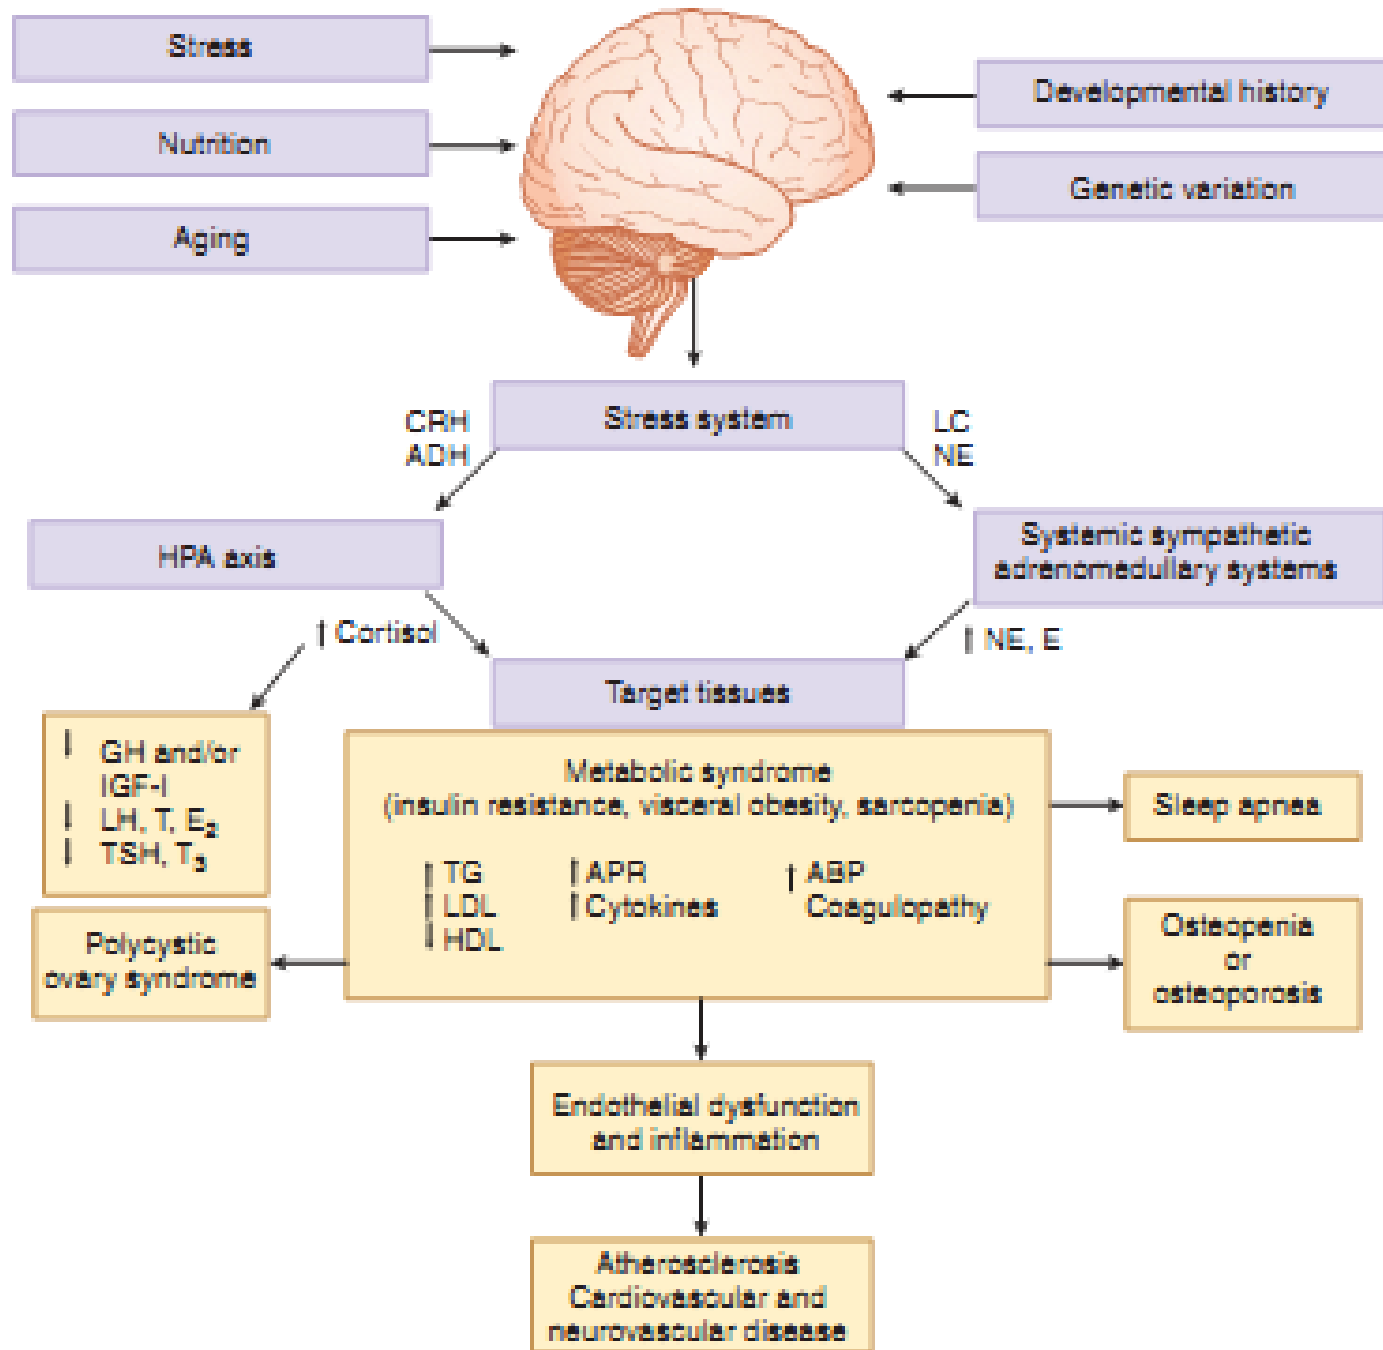 Stress
Nutrition
Aging
Developmental history
Genetic variation
CRH
ADH
Stress system
LC
NE
HPA axis
Systemic sympathetic
adrenomedullary systems
↑ Cortisol
↑ NE, E
Target tissues
↓ GH and/or
IGF-I
↓ LH, T, E₂
↓ TSH, T₃
Metabolic syndrome
(insulin resistance, visceral obesity, sarcopenia)
↑ TG
↑ LDL
↓ HDL
↑ APR
↑ Cytokines
↑ ABP
Coagulopathy
Sleep apnea
Polycystic
ovary syndrome
Osteopenia
or
osteoporosis
Endothelial dysfunction
and inflammation
Atherosclerosis
Cardiovascular and
neurovascular disease